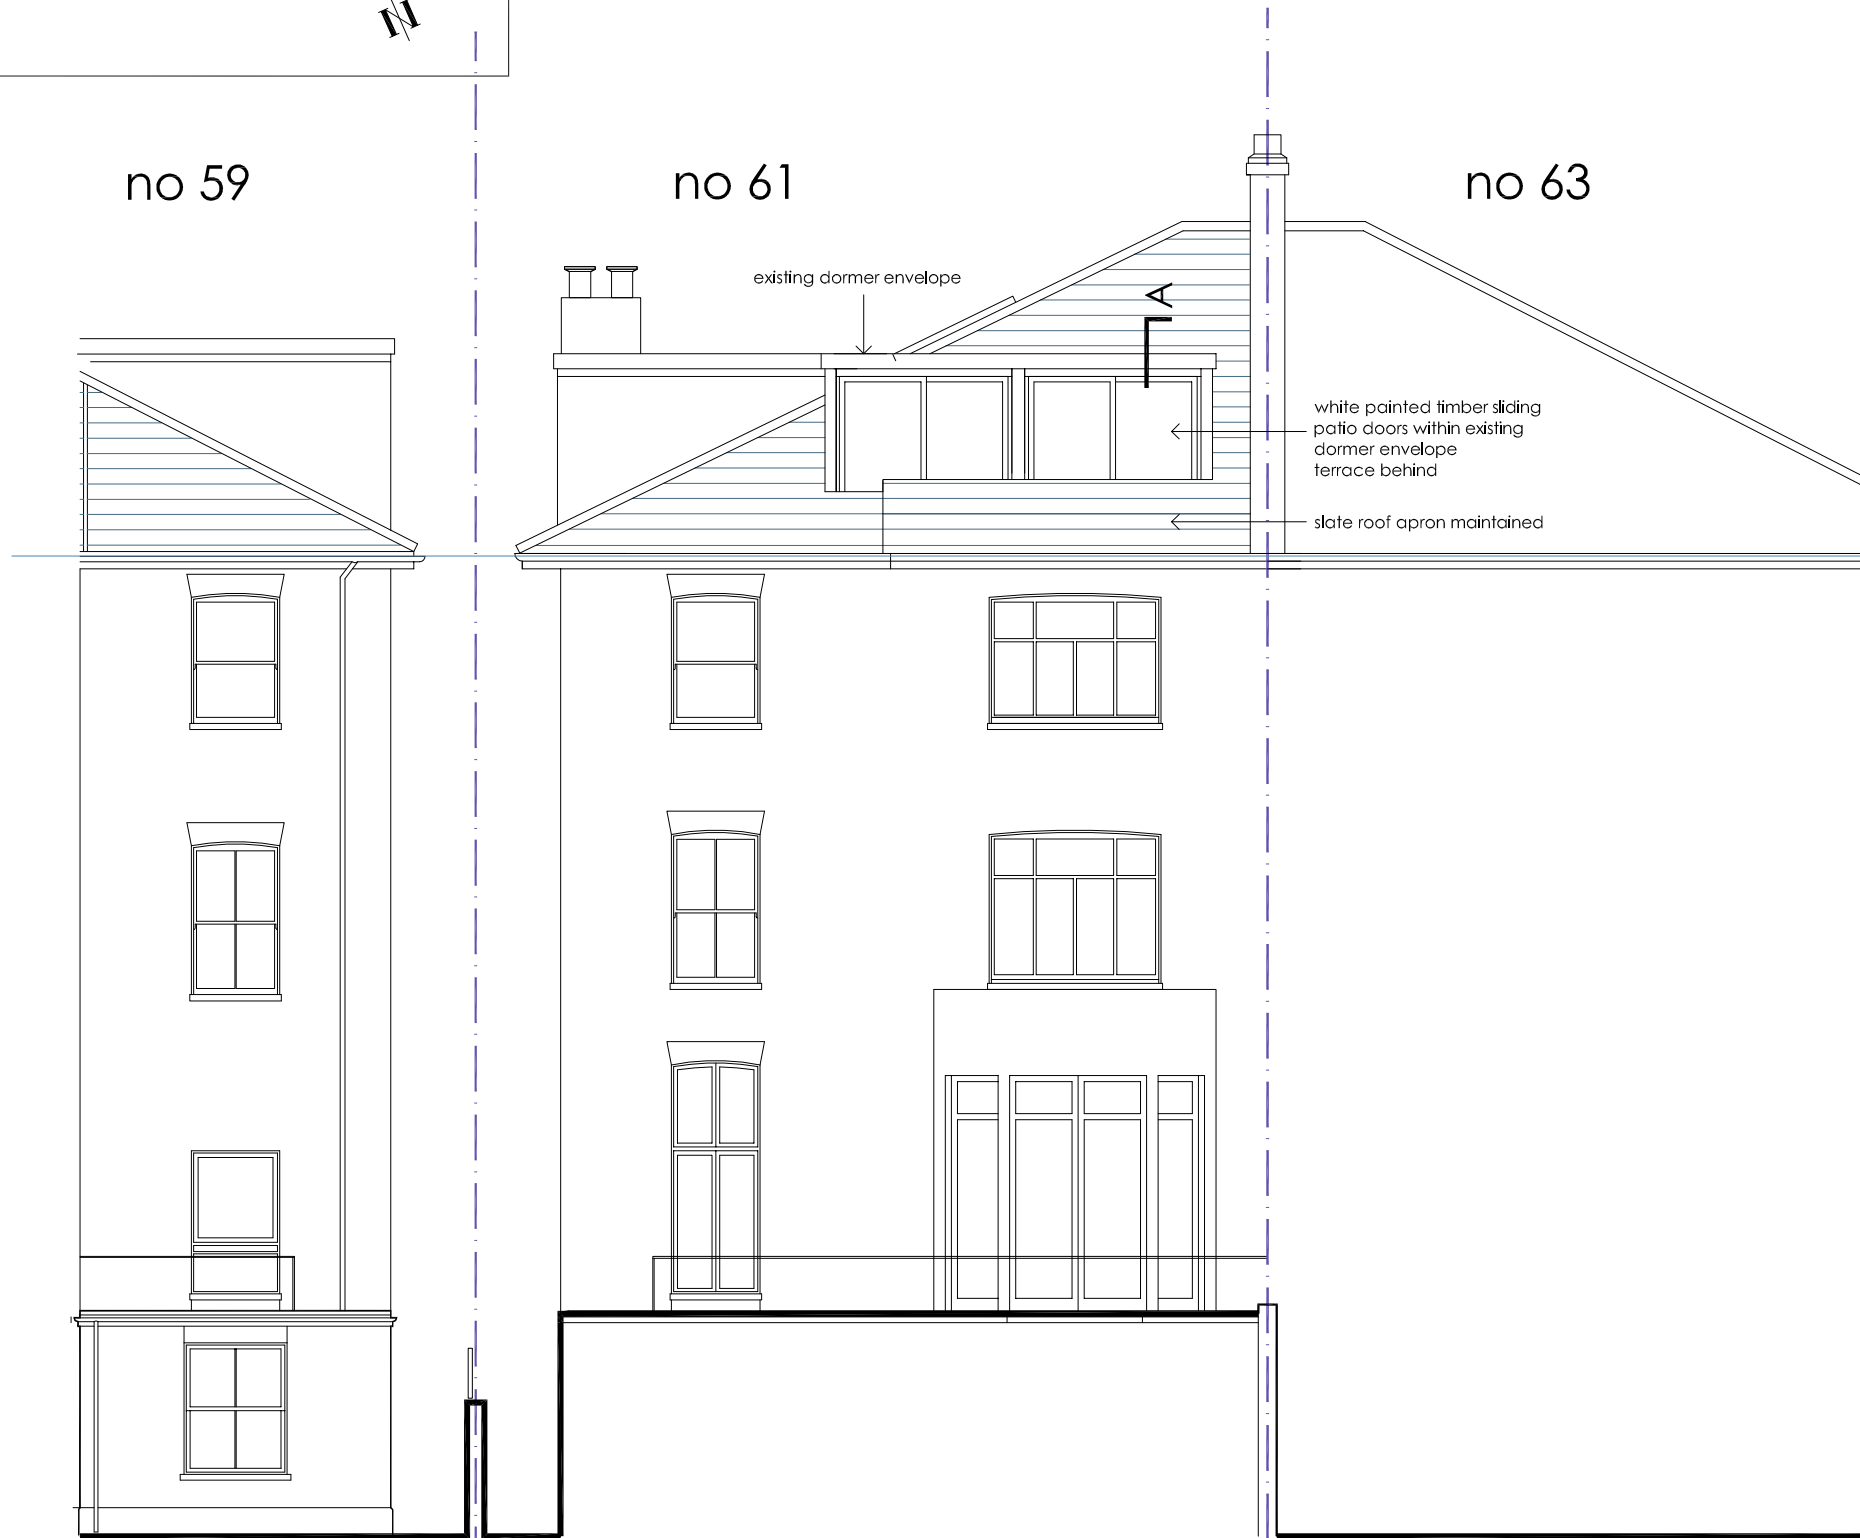 N
no 59
no 61
no 63
existing dormer envelope
A
white painted timber sliding
patio doors within existing
dormer envelope
terrace behind
slate roof apron maintained